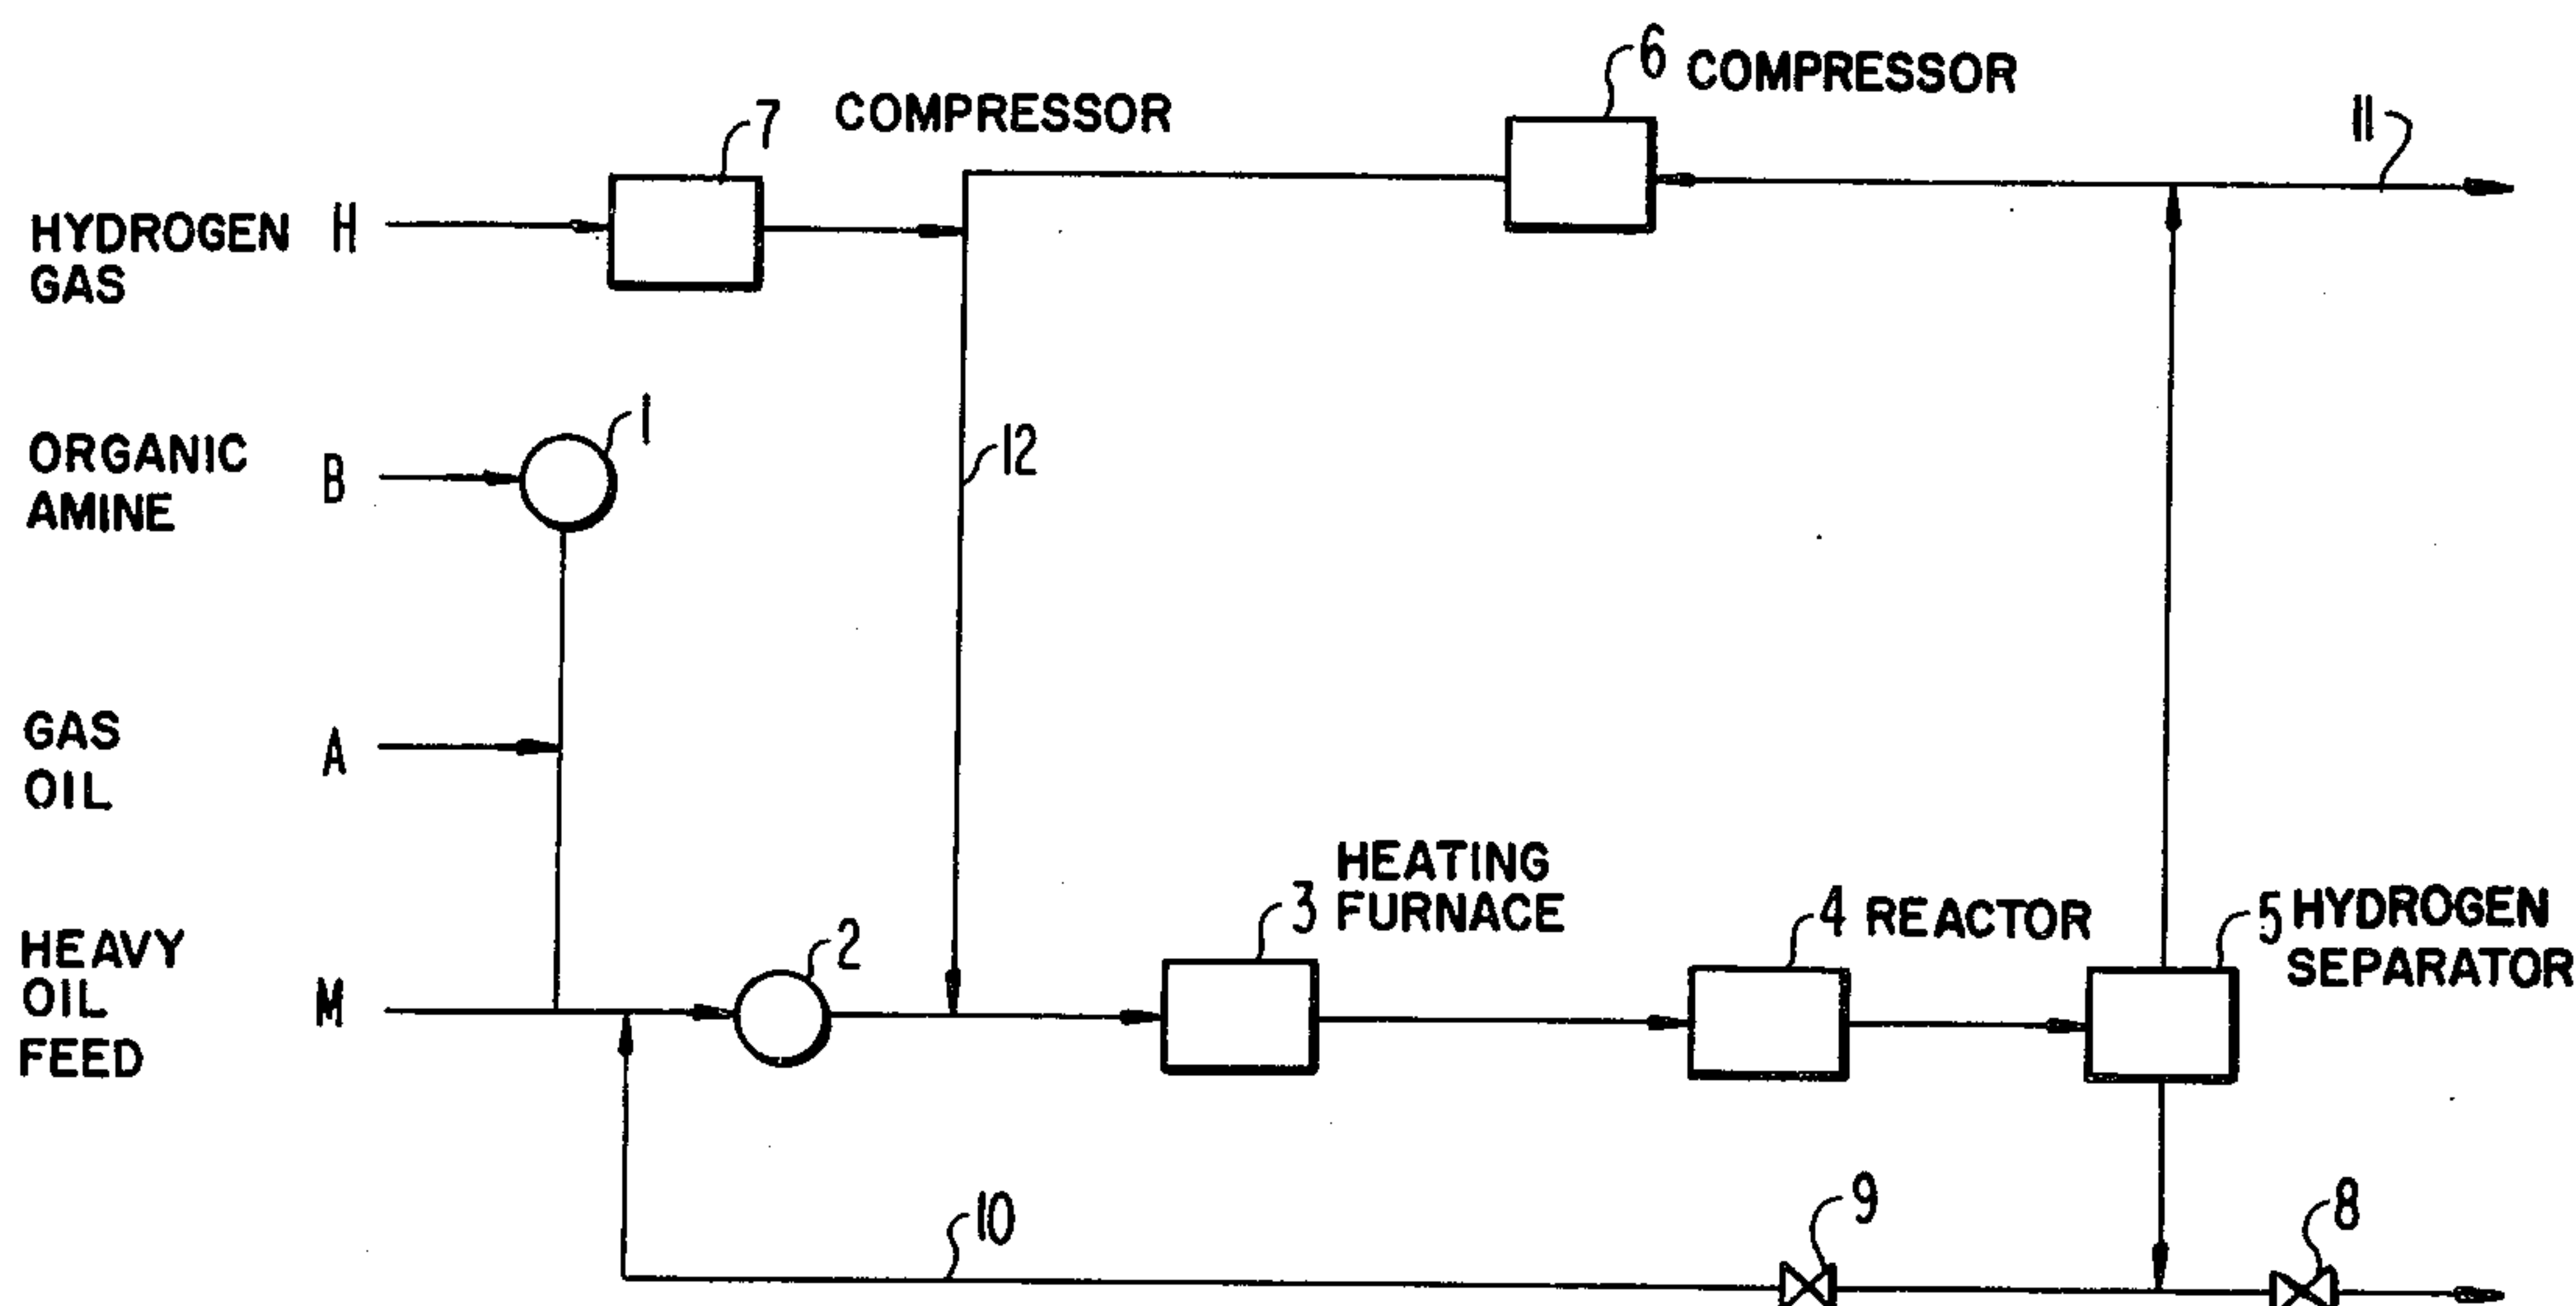 6 COMPRESSOR
COMPRESSOR
7
11
HYDROGEN H
GAS
1
ORGANIC B
AMINE
12
GAS A
OIL
HEATING
3 FURNACE
4 REACTOR
5 HYDROGEN
SEPARATOR
2
HEAVY
OIL M
FEED
10
9
8